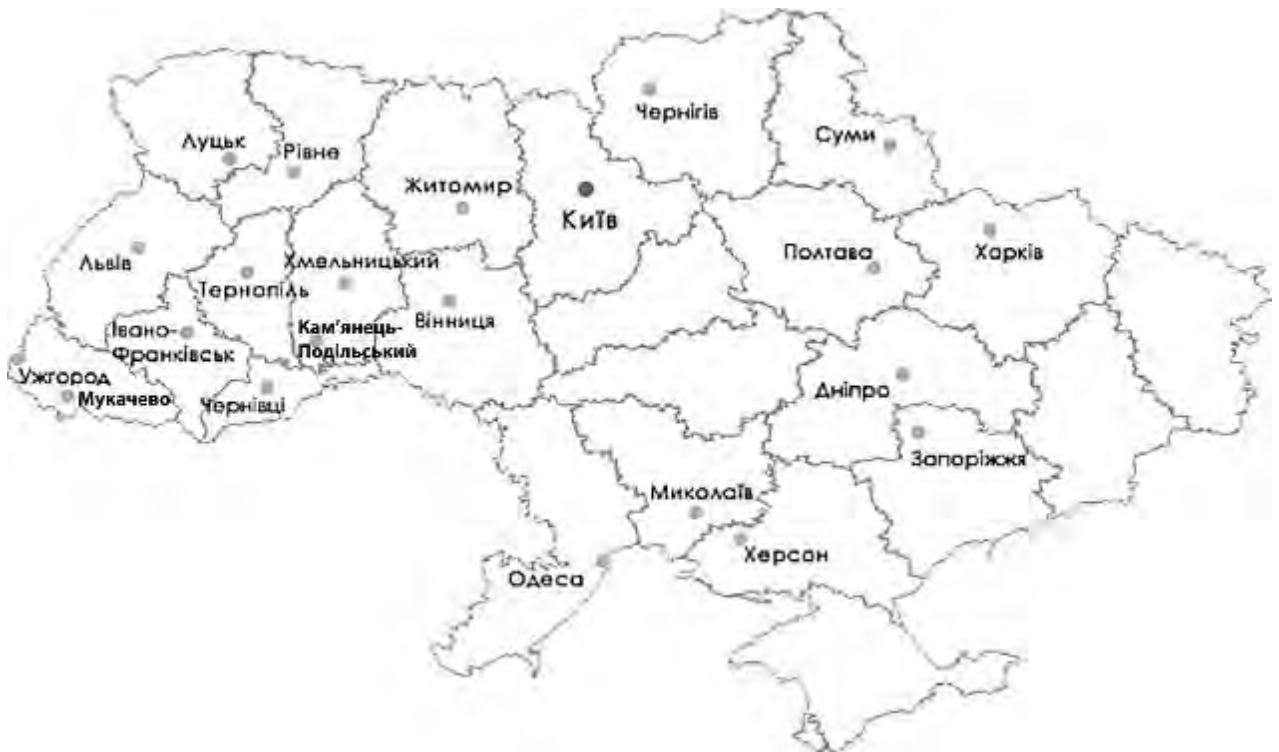 Чернігів
Суми
Луцьк
Рівне
Житомир
Київ
Полтава
Харків
Львів
Хмельницький
Тернопіль
Вінниця
Івано-
Франківськ
Кам’янець-
Подільський
Ужгород
Мукачево
Чернівці
Дніпро
Запоріжжя
Миколаїв
Херсон
Одеса